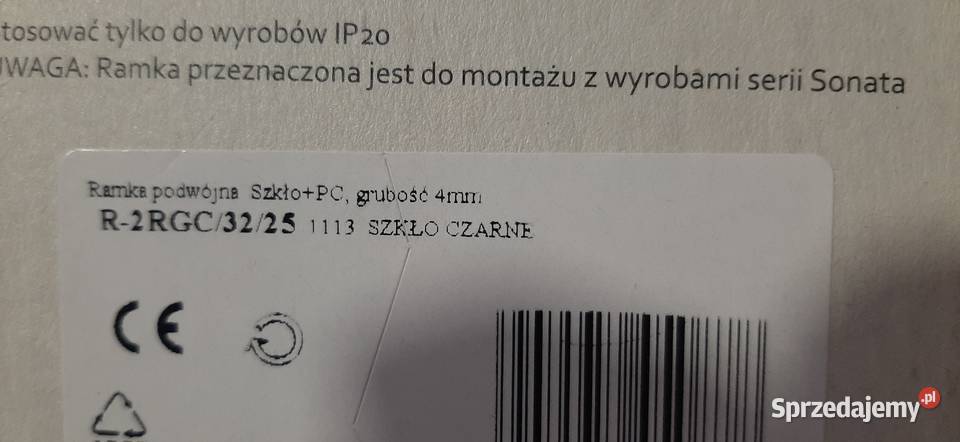 tosować tylko do wyrobów IP20
UWAGA: Ramka przeznaczona jest do montażu z wyrobami serii Sonata
Ramka podwójna Szkło+PC, grubość 4mm
R-2RGC/32/25 1113 SZKŁO CZARNE
CE
Sprzedajemy.pl